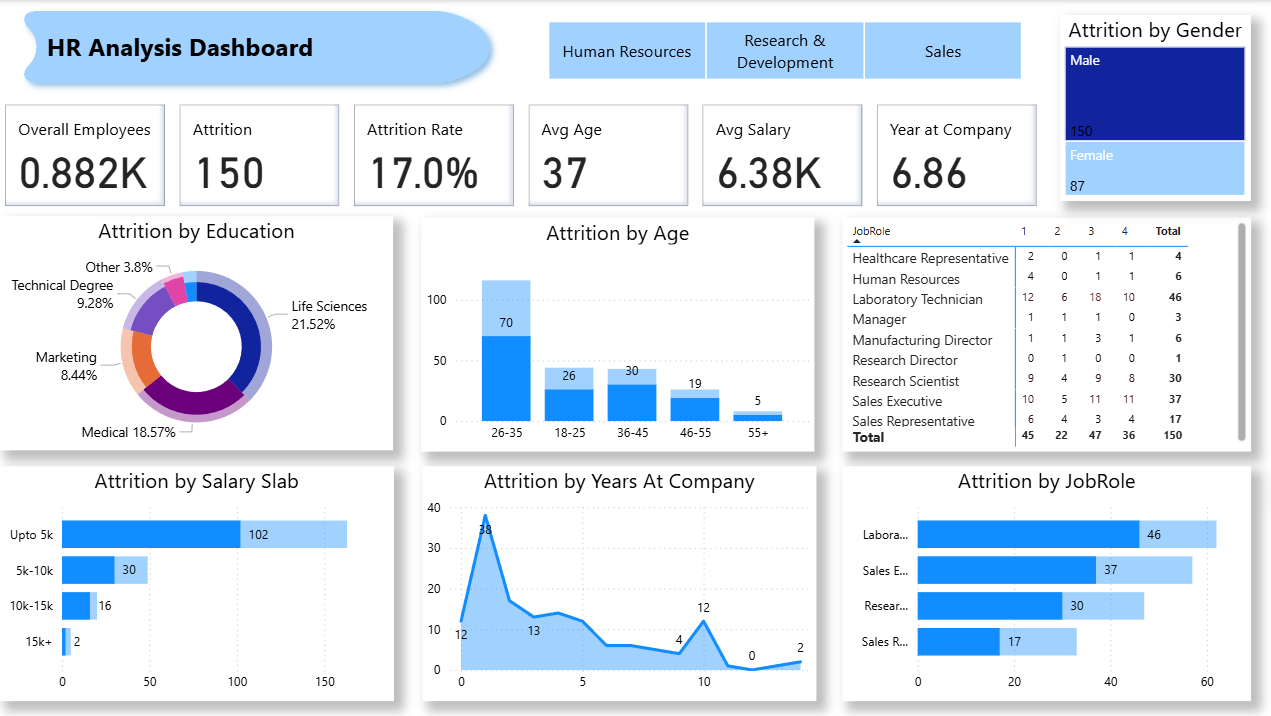 HR Analysis Dashboard
Human Resources
Research &
Development
Sales
Attrition by Gender
Male
150
Female
87
Overall Employees
0.882K
Attrition
150
Attrition Rate
17.0%
Avg Age
37
Avg Salary
6.38K
Year at Company
6.86
Attrition by Education
Other 3.8%
Technical Degree
9.28%
Life Sciences
21.52%
Marketing
8.44%
Medical 18.57%
Attrition by Age
100
50
0
70
26
30
19
5
26-35 18-25 36-45 46-55 55+
JobRole 1 2 3 4 Total
Healthcare Representative 2 0 1 1 4
Human Resources 4 0 1 1 6
Laboratory Technician 12 6 18 10 46
Manager 1 1 1 0 3
Manufacturing Director 1 1 3 1 6
Research Director 0 1 0 0 1
Research Scientist 9 4 9 8 30
Sales Executive 10 5 11 11 37
Sales Representative 6 4 3 4 17
Total 45 22 47 36 150
Attrition by Salary Slab
Upto 5k 102
5k-10k 30
10k-15k 16
15k+ 2
0 50 100 150
Attrition by Years At Company
40
30
20
10
0
12
38
13
4
12
0
2
0 5 10
Attrition by JobRole
Labora... 46
Sales E... 37
Resear... 30
Sales R... 17
0 20 40 60